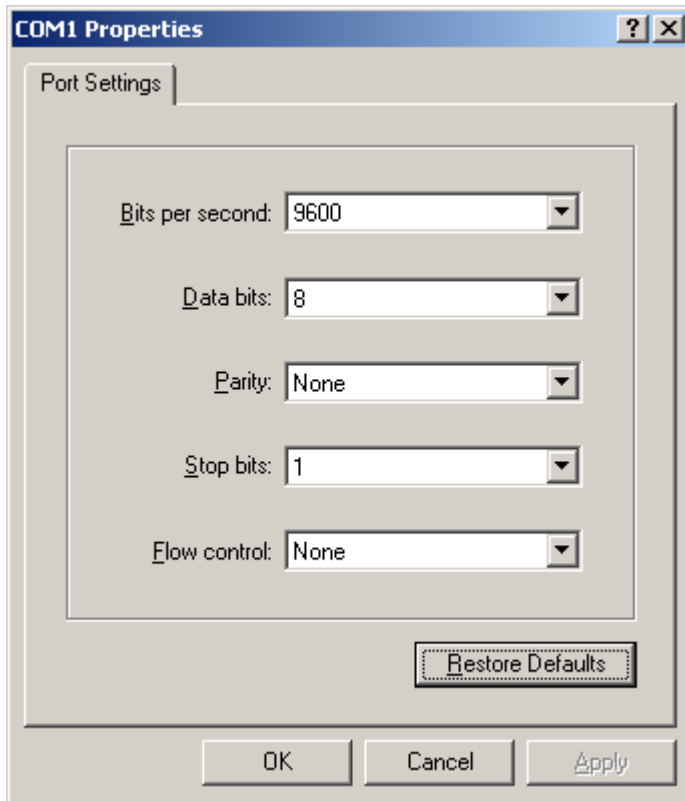 COM1 Properties
Port Settings
Bits per second: 9600
Data bits: 8
Parity: None
Stop bits: 1
Flow control: None
Restore Defaults
OK Cancel Apply